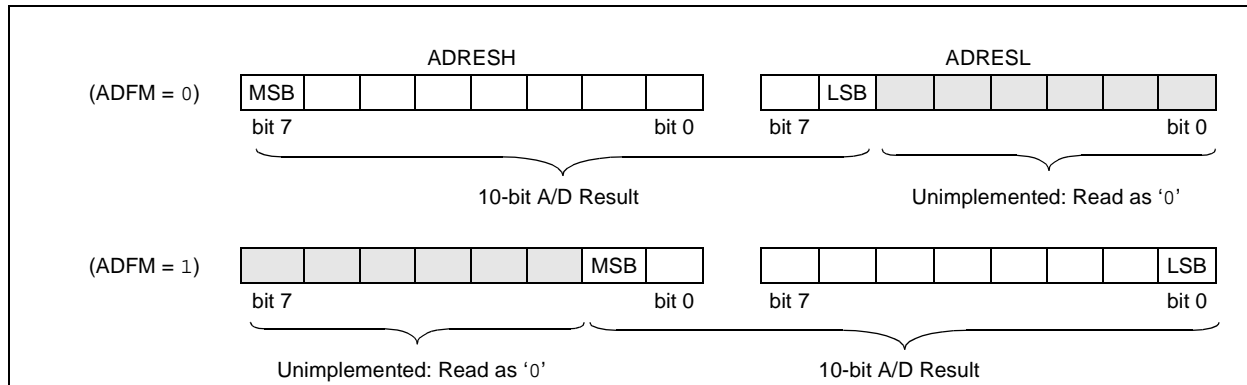 ADRESH ADRESL
(ADFM = 0) MSB LSB
bit 7 bit 0 bit 7 bit 0
10-bit A/D Result Unimplemented: Read as ‘0’
(ADFM = 1) MSB LSB
bit 7 bit 0 bit 7 bit 0
Unimplemented: Read as ‘0’ 10-bit A/D Result